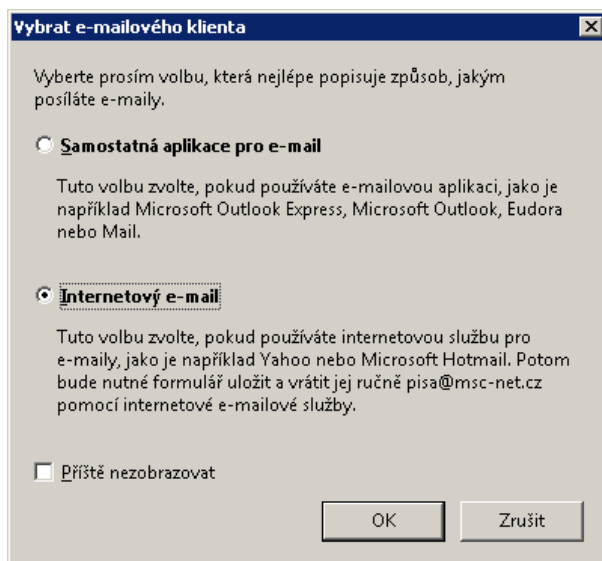 Vybrat e-mailového klienta
Vyberte prosím volbu, která nejlépe popisuje způsob, jakým
posíláte e-maily.
Samostatná aplikace pro e-mail
Tuto volbu zvolte, pokud používáte e-mailovou aplikaci, jako je
například Microsoft Outlook Express, Microsoft Outlook, Eudora
nebo Mail.
Internetový e-mail
Tuto volbu zvolte, pokud používáte internetovou službu pro
e-maily, jako je například Yahoo nebo Microsoft Hotmail. Potom
bude nutné formulář uložit a vrátit jej ručně pisa@msc-net.cz
pomocí internetové e-mailové služby.
Příště nezobrazovat
OK
Zrušit